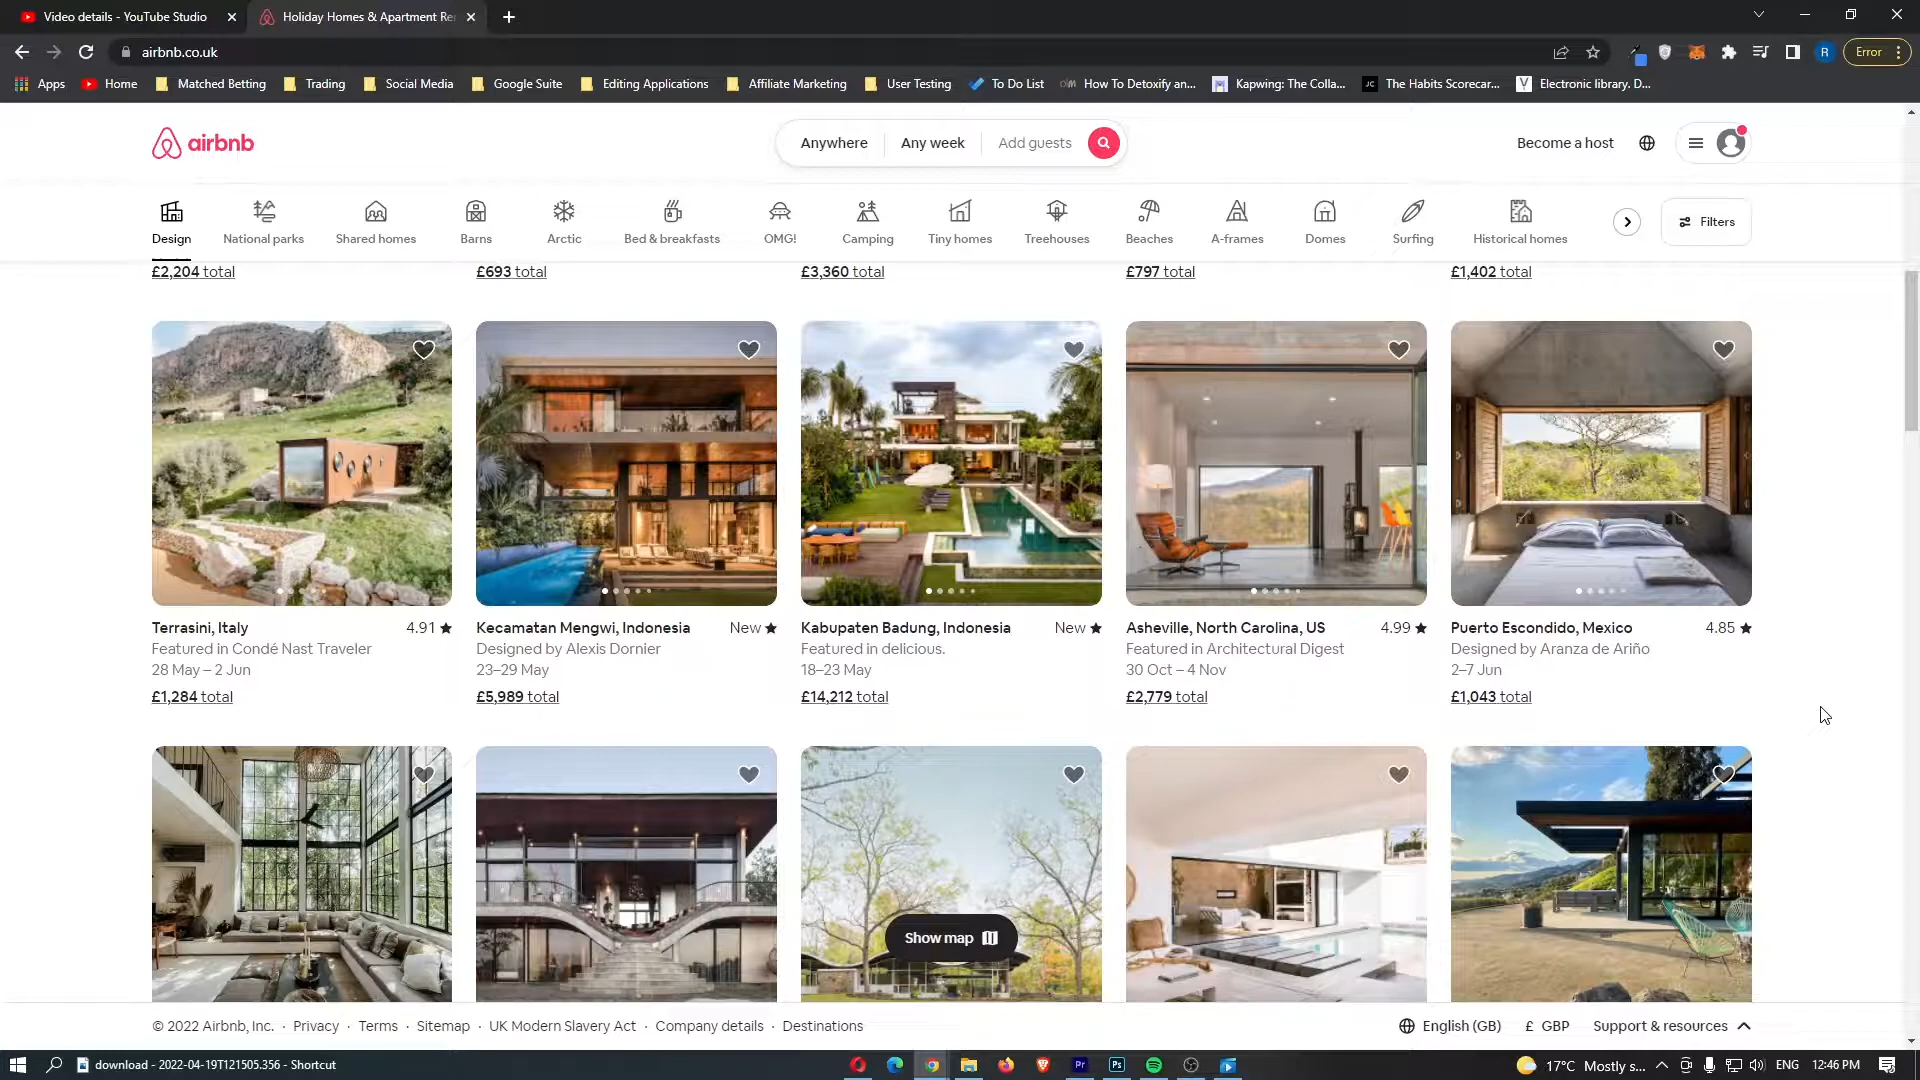 Video details - YouTube Studio
Holiday Homes & Apartment Re
airbnb.co.uk
R
Error
Apps
Home
Matched Betting
Trading
Social Media
Google Suite
Editing Applications
Affiliate Marketing
User Testing
To Do List
How To Detoxify an...
Kapwing: The Colla...
JC
The Habits Scorecar...
Electronic library. D...
airbnb
Anywhere
Any week
Add guests
Become a host
Design
National parks
Shared homes
Barns
Arctic
Bed & breakfasts
OMG!
Camping
Tiny homes
Treehouses
Beaches
A-frames
Domes
Surfing
Historical homes
Filters
£2,204 total
£693 total
£3,360 total
£797 total
£1,402 total
Terrasini, Italy 4.91 ★
Featured in Condé Nast Traveler
28 May – 2 Jun
£1,284 total
Kecamatan Mengwi, Indonesia New ★
Designed by Alexis Dornier
23–29 May
£5,989 total
Kabupaten Badung, Indonesia New ★
Featured in delicious.
18–23 May
£14,212 total
Asheville, North Carolina, US 4.99 ★
Featured in Architectural Digest
30 Oct – 4 Nov
£2,779 total
Puerto Escondido, Mexico 4.85 ★
Designed by Aranza de Ariño
2–7 Jun
£1,043 total
Show map
© 2022 Airbnb, Inc. · Privacy · Terms · Sitemap · UK Modern Slavery Act · Company details · Destinations
English (GB)
£ GBP
Support & resources
download - 2022-04-19T121505.356 - Shortcut
Pr
Ps
17°C Mostly s...
ENG
12:46 PM